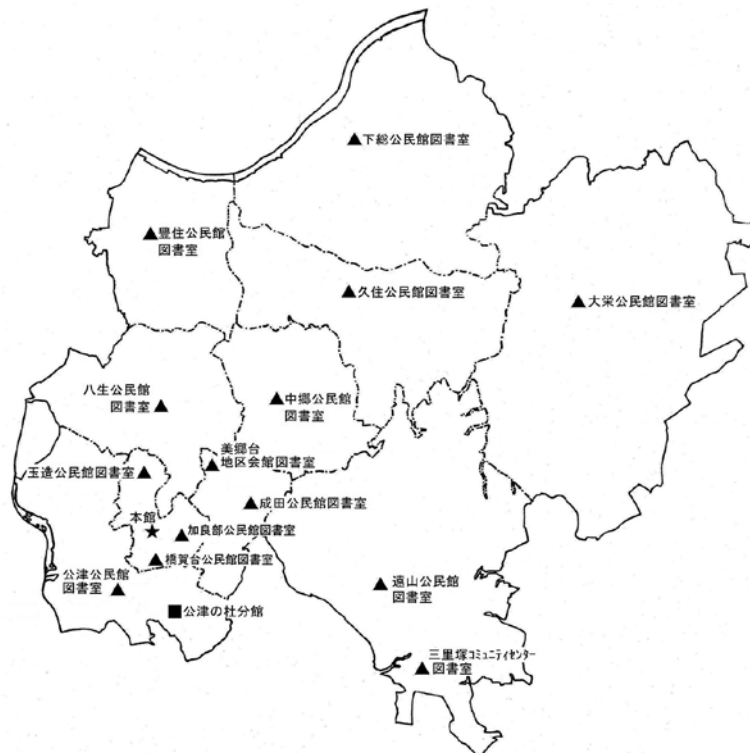 下総公民館図書室
豊住公民館
図書室
久住公民館図書室
大栄公民館図書室
八生公民館
図書室
中郷公民館
図書室
美郷台
地区会館図書室
玉造公民館図書室
成田公民館図書室
本館
加良部公民館図書室
橋賀台公民館図書室
公津公民館
図書室
遠山公民館
図書室
公津の杜分館
三里塚コミュニティセンター
図書室